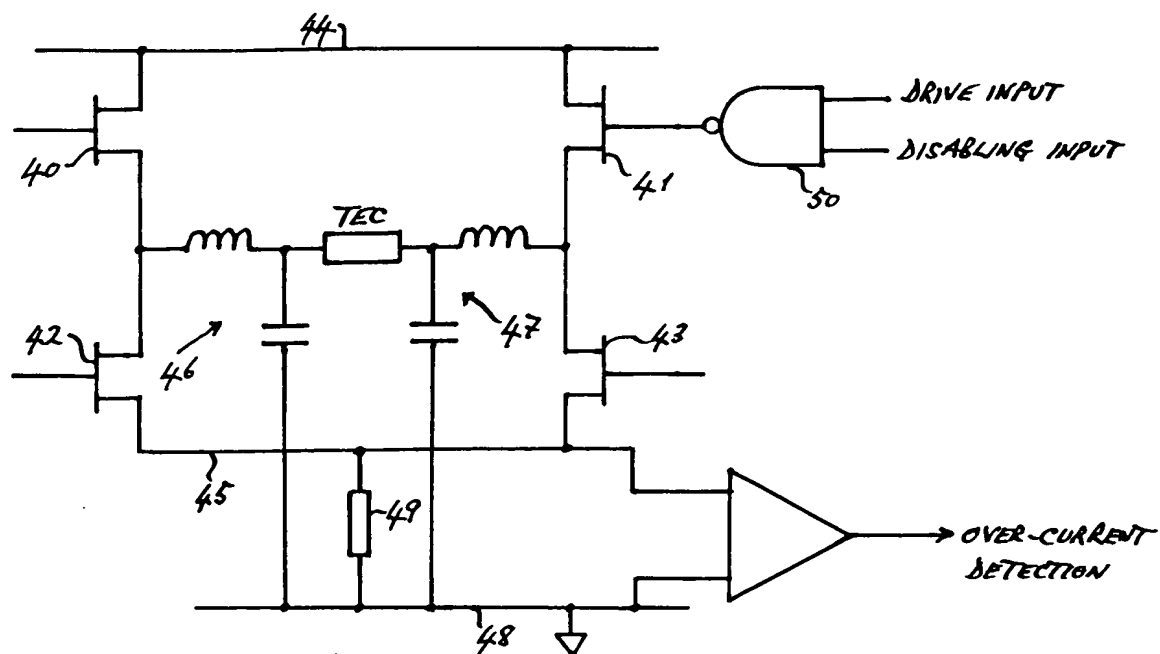 44
DRIVE INPUT
DISABLING INPUT
40
41
50
TEC
42
46
47
43
45
49
OVER-CURRENT
DETECTION
48